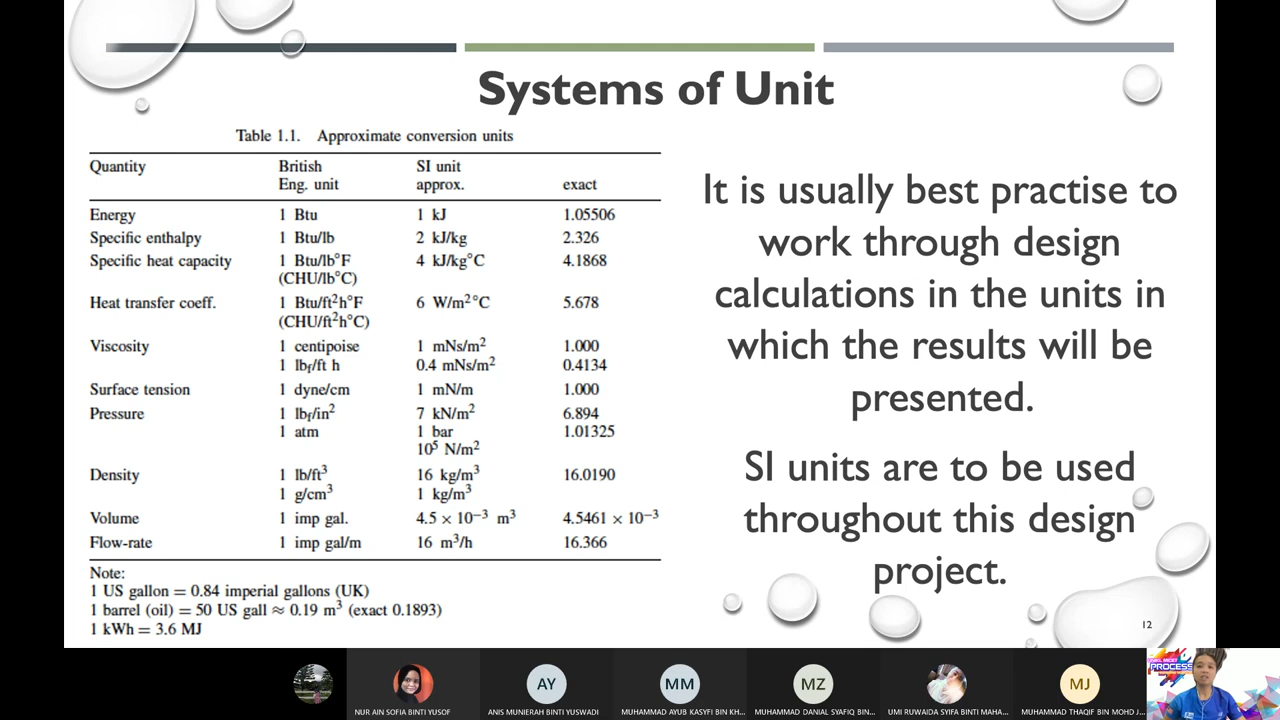 Systems of Unit
Table 1.1. Approximate conversion units
Quantity British Eng. unit SI unit approx. exact
Energy 1 Btu 1 kJ 1.05506
Specific enthalpy 1 Btu/lb 2 kJ/kg 2.326
Specific heat capacity 1 Btu/lb°F 4 kJ/kg°C 4.1868
(CHU/lb°C)
Heat transfer coeff. 1 Btu/ft²h°F 6 W/m²°C 5.678
(CHU/ft²h°C)
Viscosity 1 centipoise 1 mNs/m² 1.000
1 lbf/ft h 0.4 mNs/m² 0.4134
Surface tension 1 dyne/cm 1 mN/m 1.000
Pressure 1 lbf/in² 7 kN/m² 6.894
1 atm 1 bar 1.01325
10⁵ N/m²
Density 1 lb/ft³ 16 kg/m³ 16.0190
1 g/cm³ 1 kg/m³
Volume 1 imp gal. 4.5 × 10⁻³ m³ 4.5461 × 10⁻³
Flow-rate 1 imp gal/m 16 m³/h 16.366
Note:
1 US gallon = 0.84 imperial gallons (UK)
1 barrel (oil) = 50 US gall ≈ 0.19 m³ (exact 0.1893)
1 kWh = 3.6 MJ
It is usually best practise to
work through design
calculations in the units in
which the results will be
presented.
SI units are to be used
throughout this design
project.
12
AY
MM
MZ
MJ
NUR AIN SOFIA BINTI YUSOF
ANIS MUNIERAH BINTI YUSWADI
MUHAMMAD AYUB KASYFI BIN KH...
MUHAMMAD DANIAL SYAFIQ BIN...
UMI RUWAIDA SYIFA BINTI MAHA...
MUHAMMAD THAQIF BIN MOHD J...
PROCESS